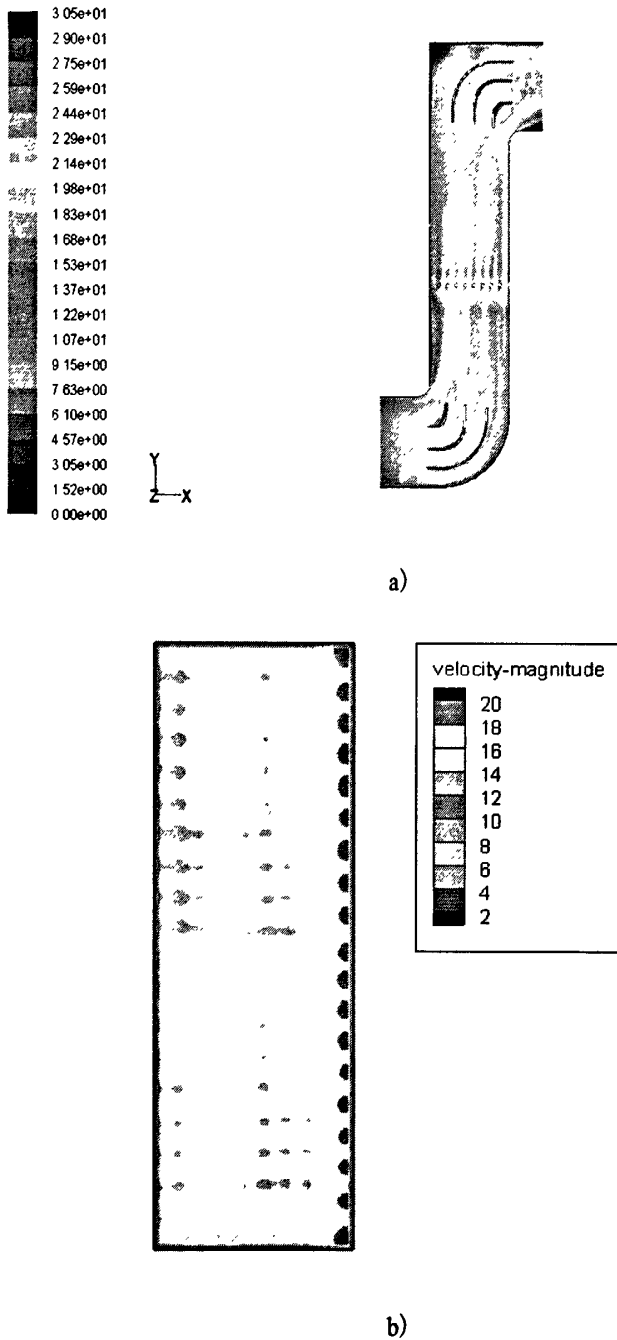 3 05e+01
2 90e+01
2 75e+01
2 59e+01
2 44e+01
2 29e+01
2 14e+01
1 98e+01
1 83e+01
1 68e+01
1 53e+01
1 37e+01
1 22e+01
1 07e+01
9 15e+00
7 63e+00
6 10e+00
4 57e+00
3 05e+00
1 52e+00
0 00e+00
Y
Z X
a)
velocity-magnitude
20
18
16
14
12
10
8
6
4
2
b)